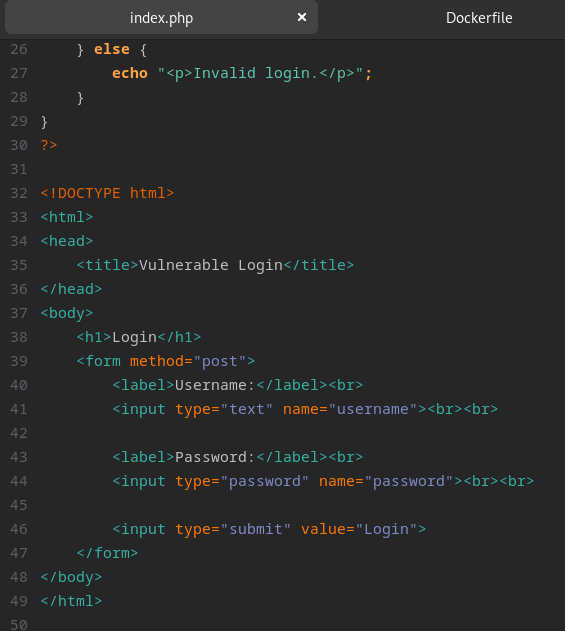 index.php × Dockerfile
26 } else {
27 echo "<p>Invalid login.</p>";
28 }
29 }
30 ?>
31
32 <!DOCTYPE html>
33 <html>
34 <head>
35 <title>Vulnerable Login</title>
36 </head>
37 <body>
38 <h1>Login</h1>
39 <form method="post">
40 <label>Username:</label><br>
41 <input type="text" name="username"><br><br>
42
43 <label>Password:</label><br>
44 <input type="password" name="password"><br><br>
45
46 <input type="submit" value="Login">
47 </form>
48 </body>
49 </html>
50